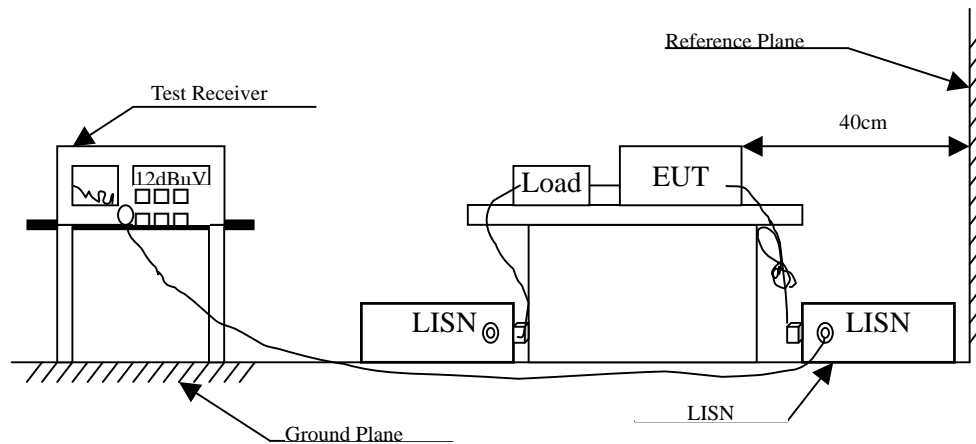 Reference Plane
Test Receiver
40cm
12dBuV
Load
EUT
LISN
LISN
LISN
Ground Plane